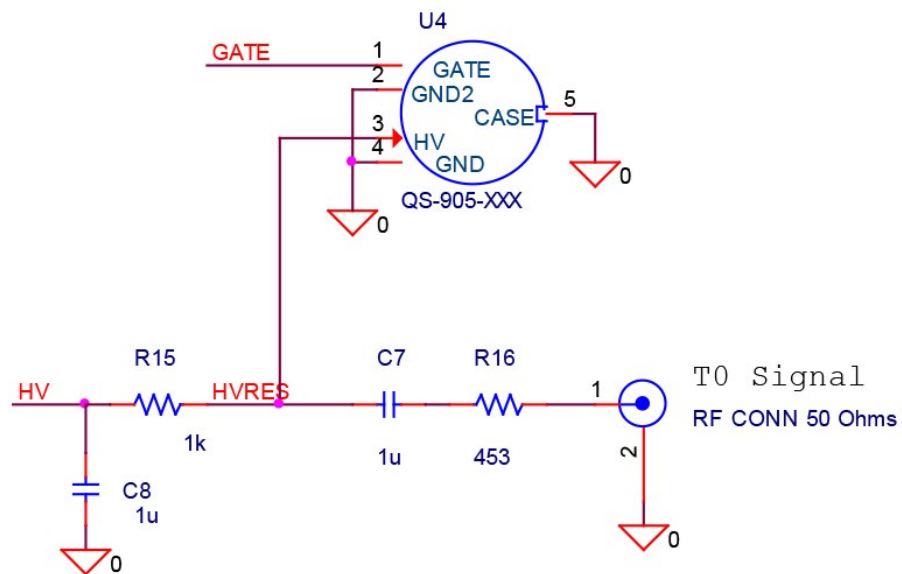 U4
GATE
1
GATE
2
GND2
CASE
5
3
HV
4
GND
0
QS-905-XXX
0
R15
C7
R16
T0 Signal
HV
HVRES
1
RF CONN 50 Ohms
1k
1u
453
2
C8
1u
0
0